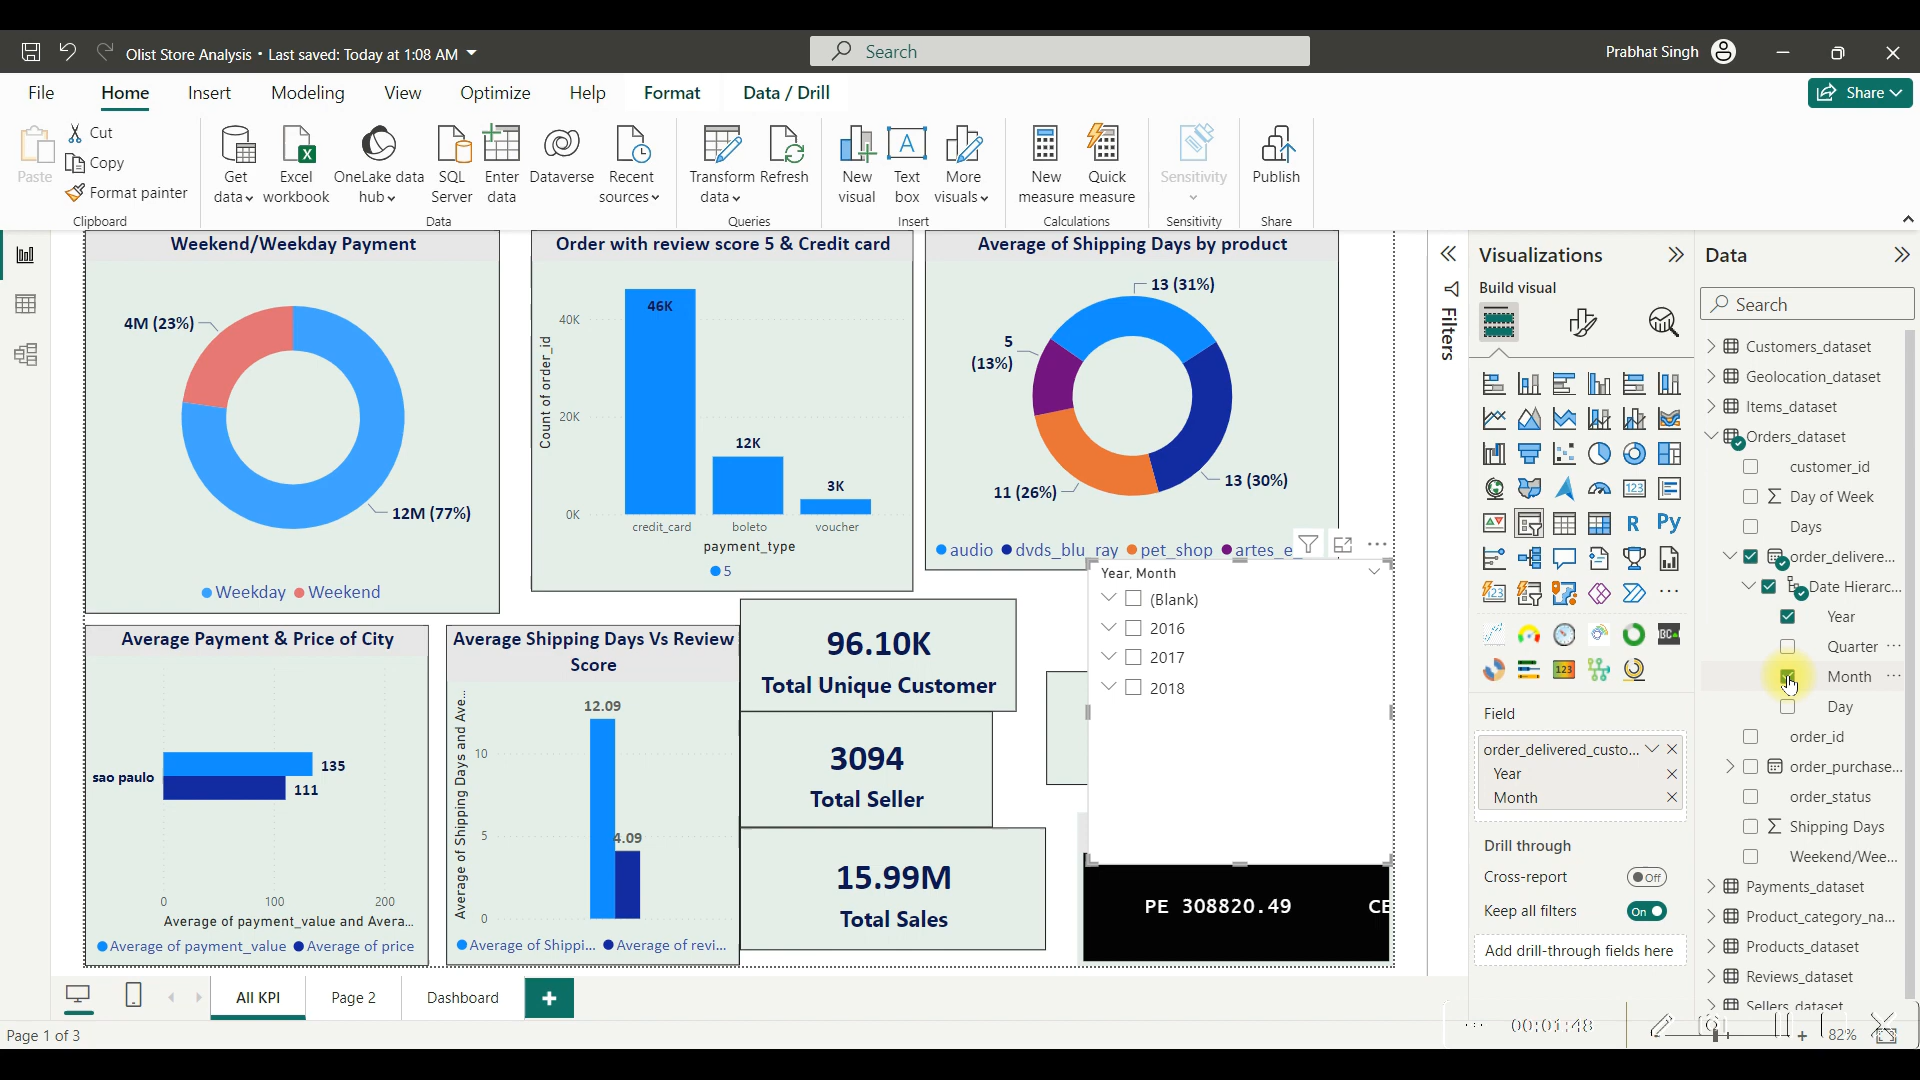 Olist Store Analysis • Last saved: Today at 1:08 AM
Search
Prabhat Singh
File
Home
Insert
Modeling
View
Optimize
Help
Format
Data / Drill
Share
Paste
Cut
Copy
Format painter
Clipboard
Get data
Excel workbook
OneLake data hub
SQL Server
Enter data
Dataverse
Recent sources
Data
Transform data
Refresh
Queries
New visual
Text box
More visuals
Insert
New measure
Quick measure
Calculations
Sensitivity
Sensitivity
Publish
Share
Weekend/Weekday Payment
4M (23%)
12M (77%)
Weekday
Weekend
Order with review score 5 & Credit card
Count of order_id
40K
20K
0K
46K
12K
3K
credit_card
boleto
voucher
payment_type
5
Average of Shipping Days by product
13 (31%)
5
(13%)
11 (26%)
13 (30%)
audio
dvds_blu_ray
pet_shop
artes_e_
Average Payment & Price of City
sao paulo
135
111
0
100
200
Average of payment_value and Avera...
Average of payment_value
Average of price
Average Shipping Days Vs Review
Score
Average of Shipping Days and Ave...
10
5
0
12.09
4.09
Average of Shippi...
Average of revi...
96.10K
Total Unique Customer
3094
Total Seller
15.99M
Total Sales
Year, Month
(Blank)
2016
2017
2018
PE 308820.49
CE
Filters
Visualizations
Build visual
123
R
Py
Field
order_delivered_custo...
Year
Month
Drill through
Cross-report
Off
Keep all filters
On
Add drill-through fields here
Data
Search
Customers_dataset
Geolocation_dataset
Items_dataset
Orders_dataset
customer_id
Day of Week
Days
order_delivere...
Date Hierarc...
Year
Quarter
Month
Day
order_id
order_purchase...
order_status
Shipping Days
Weekend/Wee...
Payments_dataset
Product_category_na...
Products_dataset
Reviews_dataset
Sellers_dataset
All KPI
Page 2
Dashboard
Page 1 of 3
00:01:48
82%